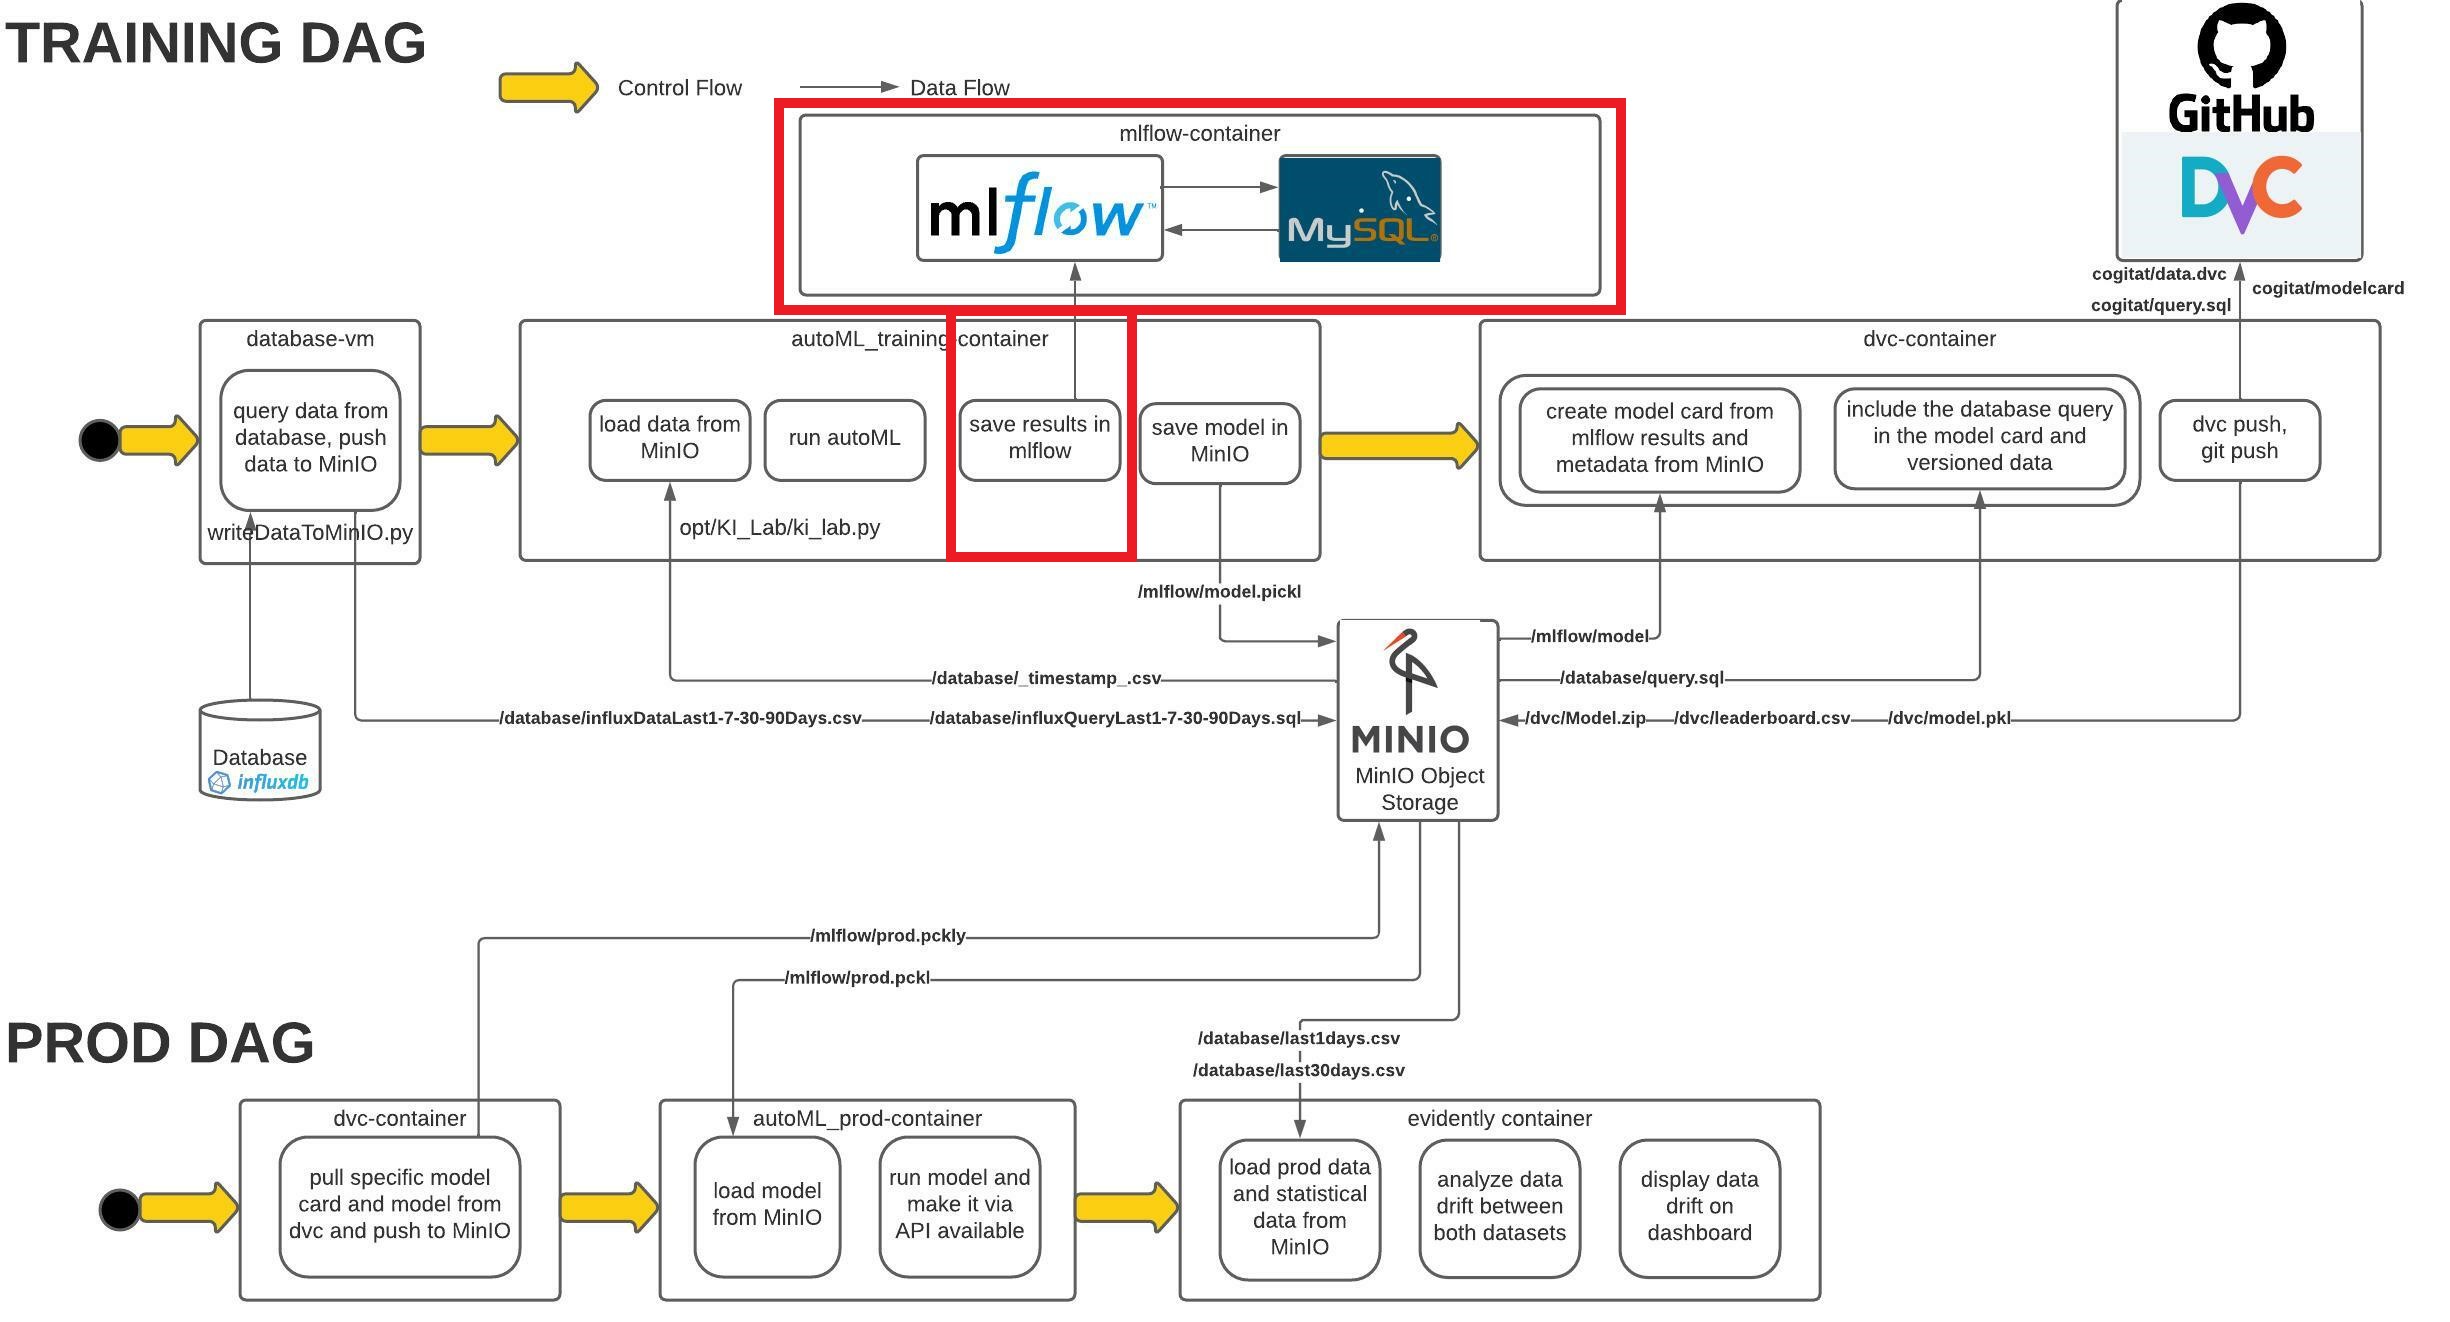 TRAINING DAG
Control Flow
Data Flow
GitHub
DVC
mlflow-container
mlflow™
MySQL®
cogitat/data.dvc
cogitat/modelcard
cogitat/query.sql
database-vm
query data from
database, push
data to MinIO
writeDataToMinIO.py
autoML_training-container
load data from
MinIO
run autoML
save results in
mlflow
save model in
MinIO
opt/KI_Lab/ki_lab.py
dvc-container
create model card from
mlflow results and
metadata from MinIO
include the database query
in the model card and
versioned data
dvc push,
git push
/mlflow/model.pickl
/mlflow/model
/database/_timestamp_.csv
/database/query.sql
/database/influxDataLast1-7-30-90Days.csv
/database/influxQueryLast1-7-30-90Days.sql
/dvc/Model.zip
/dvc/leaderboard.csv
/dvc/model.pkl
MINIO
MinIO Object
Storage
Database
influxdb
/mlflow/prod.pckly
/mlflow/prod.pckl
PROD DAG
/database/last1days.csv
/database/last30days.csv
dvc-container
pull specific model
card and model from
dvc and push to MinIO
autoML_prod-container
load model
from MinIO
run model and
make it via
API available
evidently container
load prod data
and statistical
data from
MinIO
analyze data
drift between
both datasets
display data
drift on
dashboard